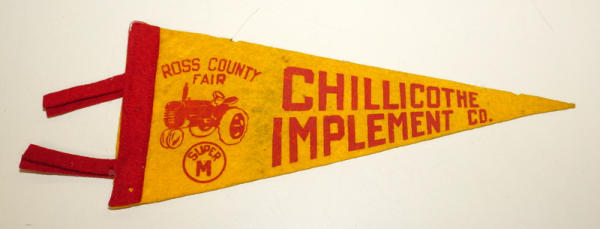 ROSS COUNTY
FAIR
SUPER
M
CHILLICOTHE
IMPLEMENT CO.